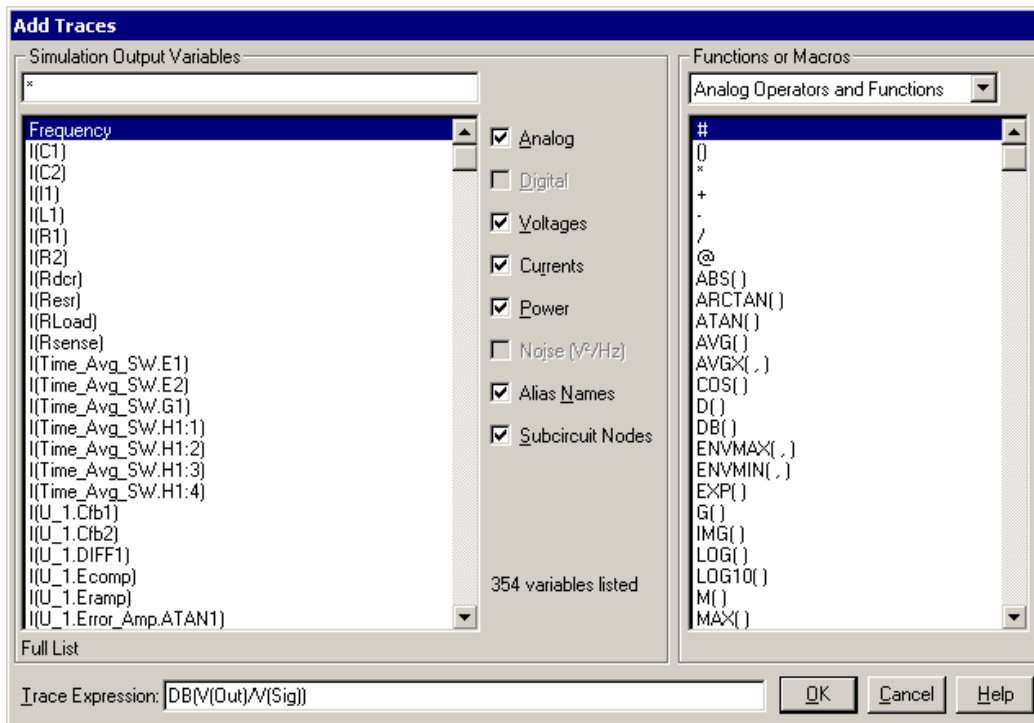 Add Traces
Simulation Output Variables
*
Frequency
I(C1)
I(C2)
I(I1)
I(L1)
I(R1)
I(R2)
I(Rdcr)
I(Resr)
I(RLoad)
I(Rsense)
I(Time_Avg_SW.E1)
I(Time_Avg_SW.E2)
I(Time_Avg_SW.G1)
I(Time_Avg_SW.H1:1)
I(Time_Avg_SW.H1:2)
I(Time_Avg_SW.H1:3)
I(Time_Avg_SW.H1:4)
I(U_1.Cfb1)
I(U_1.Cfb2)
I(U_1.DIFF1)
I(U_1.Ecomp)
I(U_1.Eramp)
I(U_1.Error_Amp.ATAN1)
Full List
Analog
Digital
Voltages
Currents
Power
Noise (V²/Hz)
Alias Names
Subcircuit Nodes
354 variables listed
Functions or Macros
Analog Operators and Functions
#
()
*
+
-
/
@
ABS( )
ARCTAN( )
ATAN( )
AVG( )
AVGX( , )
COS( )
D( )
DB( )
ENVMAX( , )
ENVMIN( , )
EXP( )
G( )
IMG( )
LOG( )
LOG10( )
M( )
MAX( )
Trace Expression: DB(V(Out)/V(Sig))
OK
Cancel
Help